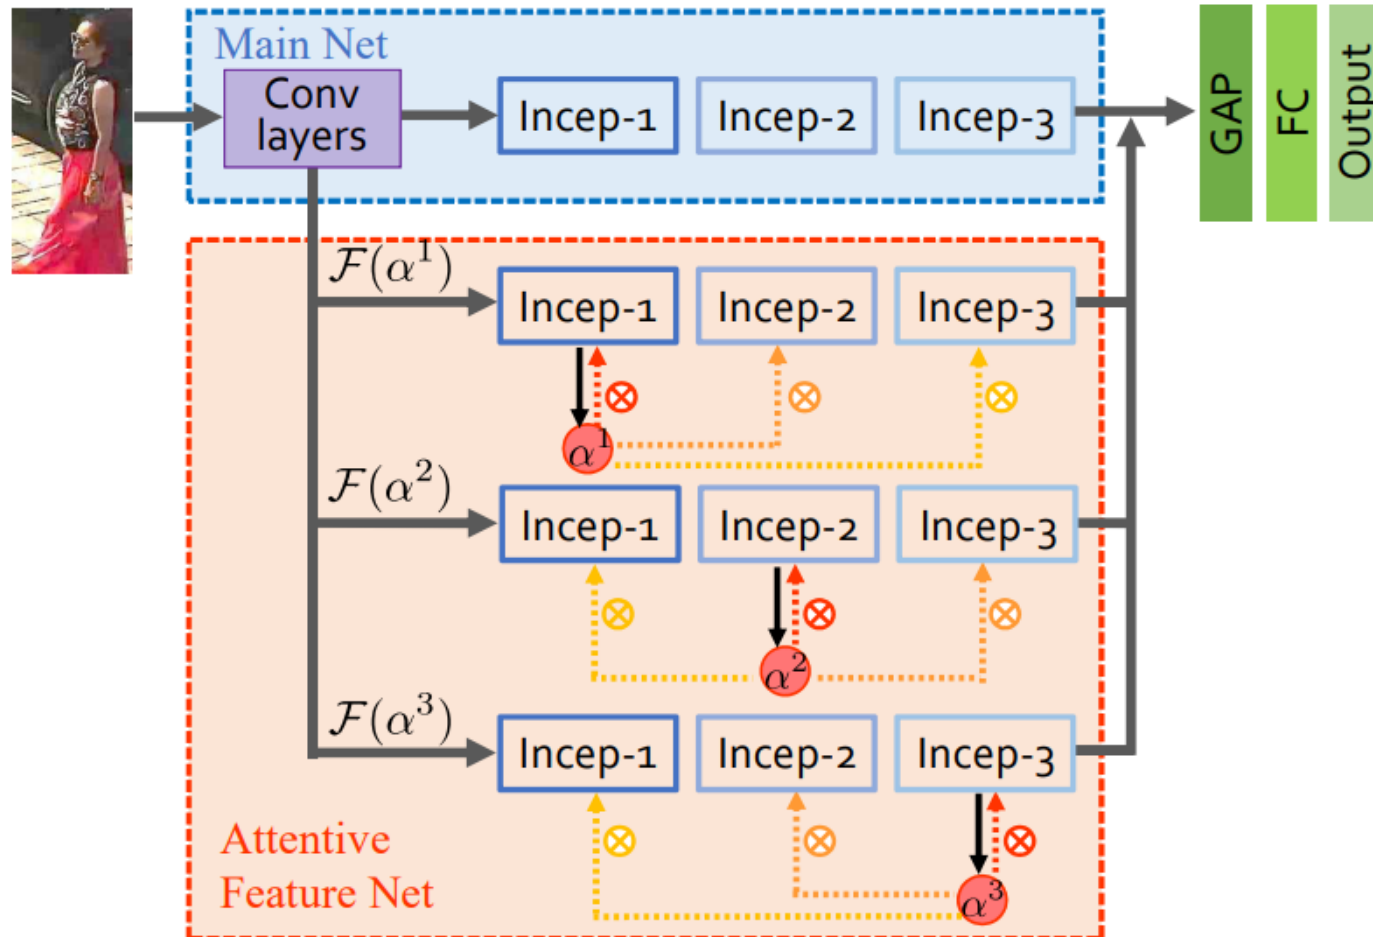 Main Net
Conv
layers
Incep-1
Incep-2
Incep-3
GAP
FC
Output
F(α¹)
Incep-1
Incep-2
Incep-3
α¹
F(α²)
Incep-1
Incep-2
Incep-3
α²
F(α³)
Incep-1
Incep-2
Incep-3
α³
Attentive
Feature Net